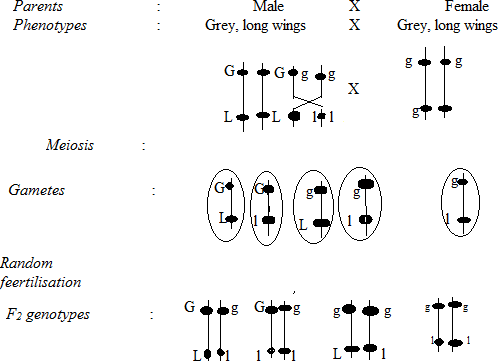 Parents : Male X Female
Phenotypes : Grey, long wings X Grey, long wings
G G g g g g
X
L L l l g
Meiosis :
Gametes : G G g g g
L l L l l
Random
feertilisation
F2 genotypes : G g G g g g g g
L l l l L l l l